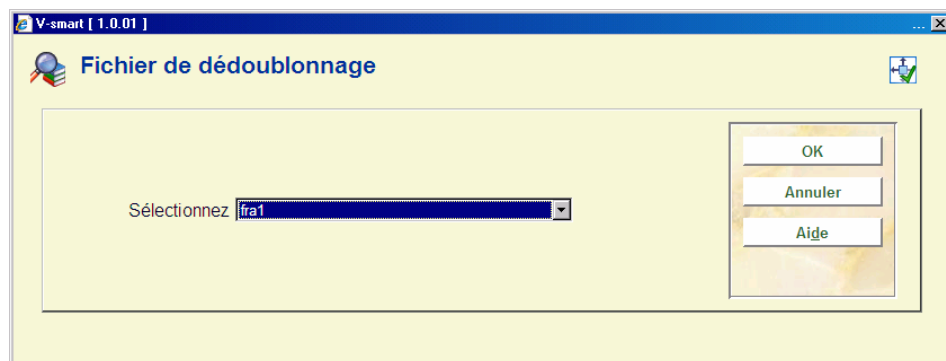 V-smart [ 1.0.01 ] ...
Fichier de dédoublonnage
OK
Annuler
Sélectionnez fra1
Aide